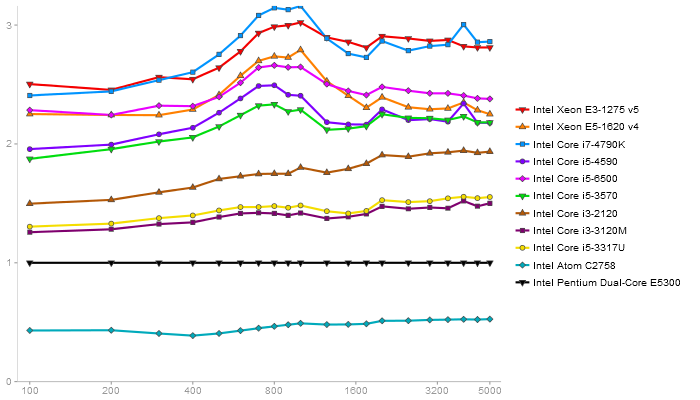 3
2
1
0
100 200 400 800 1600 3200 5000
Intel Xeon E3-1275 v5
Intel Xeon E5-1620 v4
Intel Core i7-4790K
Intel Core i5-4590
Intel Core i5-6500
Intel Core i5-3570
Intel Core i3-2120
Intel Core i3-3120M
Intel Core i5-3317U
Intel Atom C2758
Intel Pentium Dual-Core E5300